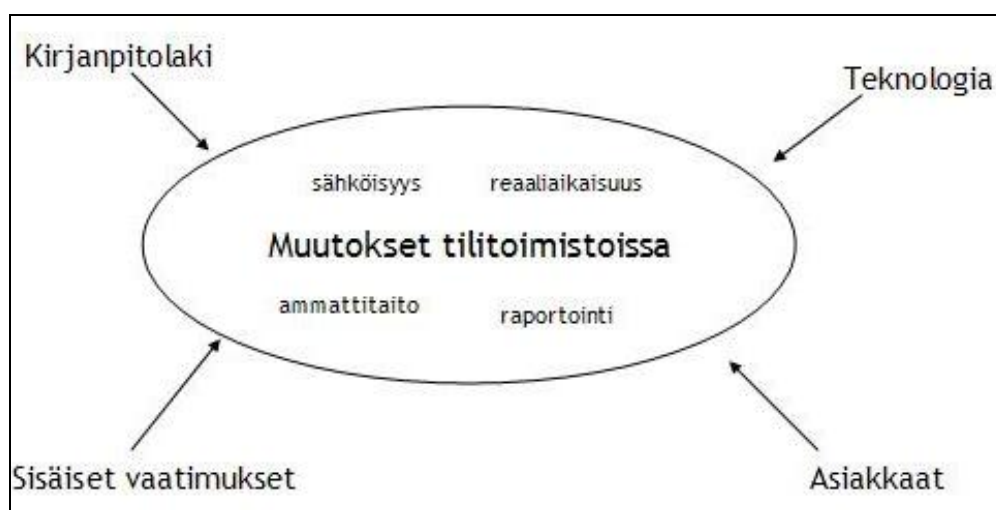 Kirjanpitolaki
Teknologia
sähköisyys reaaliaikaisuus
Muutokset tilitoimistoissa
ammattitaito raportointi
Sisäiset vaatimukset Asiakkaat